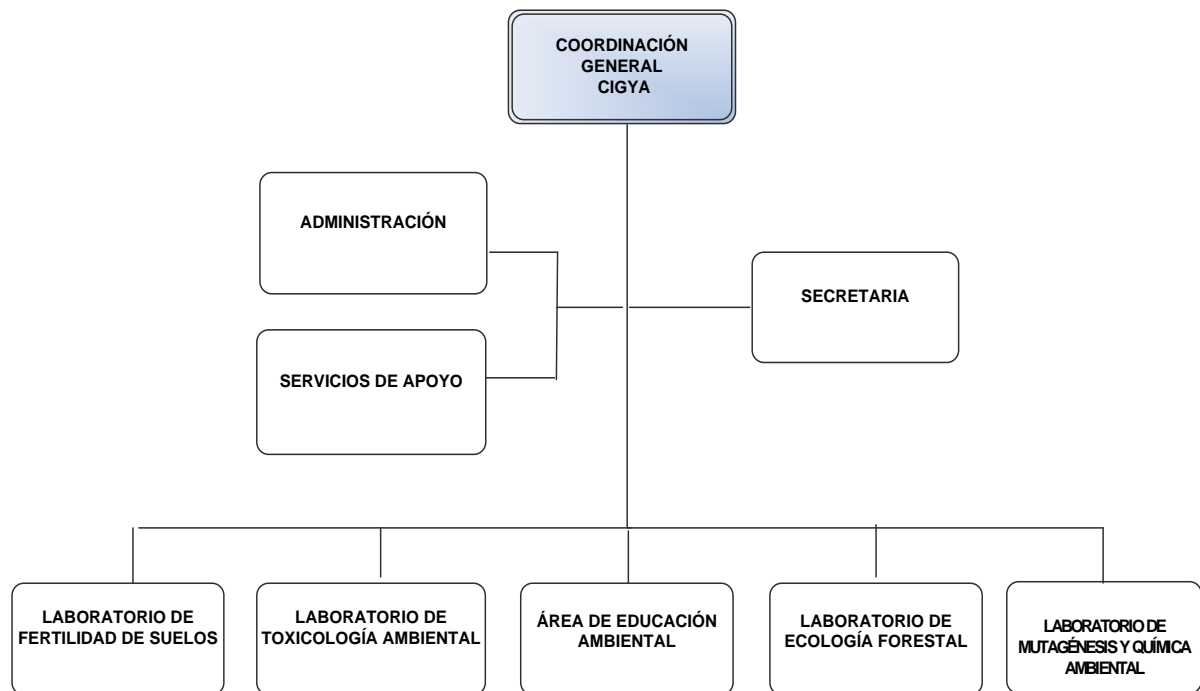 COORDINACIÓN
GENERAL
CIGYA
ADMINISTRACIÓN
SECRETARIA
SERVICIOS DE APOYO
LABORATORIO DE
FERTILIDAD DE SUELOS
LABORATORIO DE
TOXICOLOGÍA AMBIENTAL
ÁREA DE EDUCACIÓN
AMBIENTAL
LABORATORIO DE
ECOLOGÍA FORESTAL
LABORATORIO DE
MUTAGÉNESIS Y QUÍMICA
AMBIENTAL